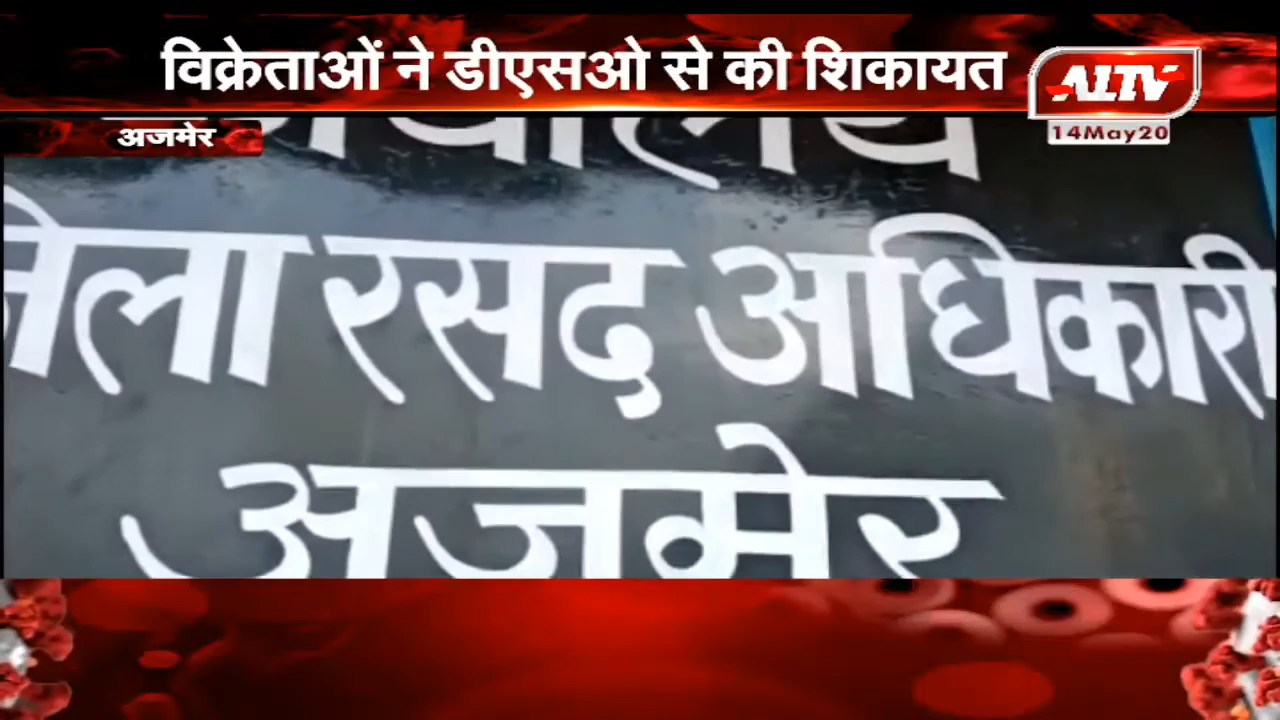 विक्रेताओं ने डीएसओ से की शिकायत
ALTV
14May20
अजमेर
जिला रसद अधिकारी
अजमेर